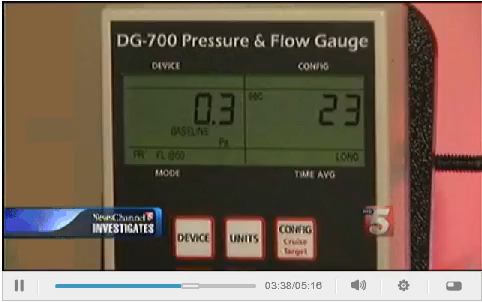 DG-700 Pressure & Flow Gauge
DEVICE CONFIG
SEC
0.3 23
BASELINE
Pa
PR FL @50 LONG
MODE TIME AVG
NewsChannel 5
INVESTIGATES
DEVICE UNITS CONFIG
Cruise
Target
5
03:38/05:16